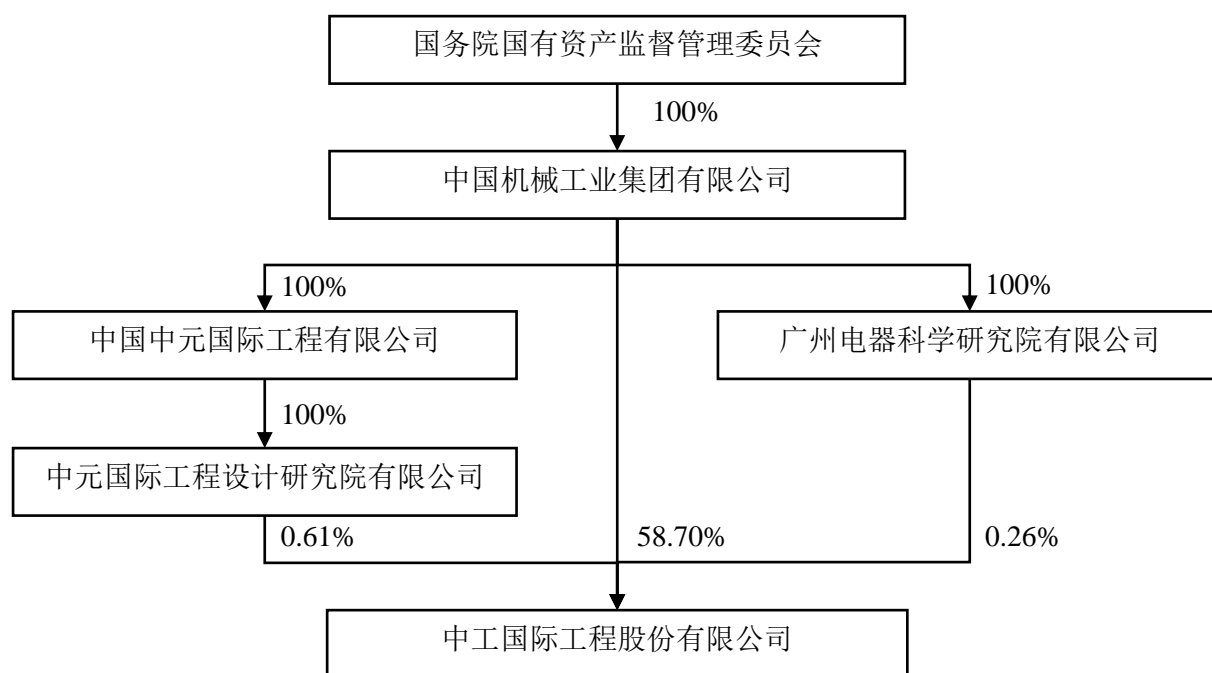 国务院国有资产监督管理委员会
100%
中国机械工业集团有限公司
100%
100%
中国中元国际工程有限公司
广州电器科学研究院有限公司
100%
中元国际工程设计研究院有限公司
0.61%
58.70%
0.26%
中工国际工程股份有限公司